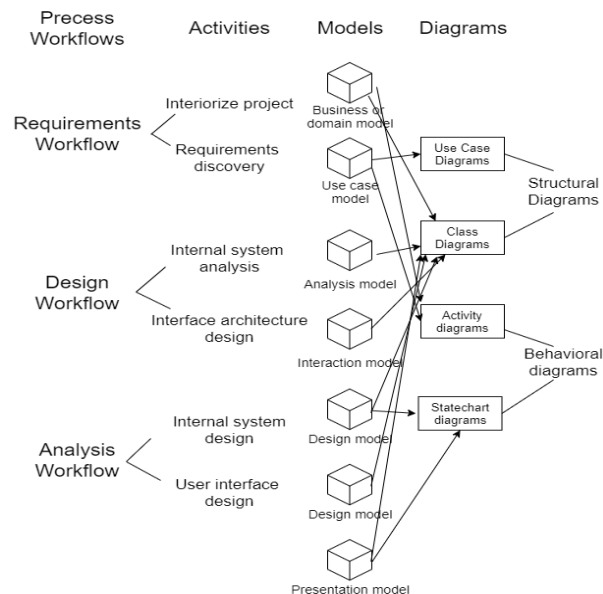 Precess
Workflows
Activities
Models
Diagrams
Requirements
Workflow
Interiorize project
Requirements
discovery
Business or
domain model
Use case
model
Use Case
Diagrams
Structural
Diagrams
Class
Diagrams
Design
Workflow
Internal system
analysis
Interface architecture
design
Analysis model
Interaction model
Activity
diagrams
Behavioral
diagrams
Statechart
diagrams
Analysis
Workflow
Internal system
design
User interface
design
Design model
Design model
Presentation model